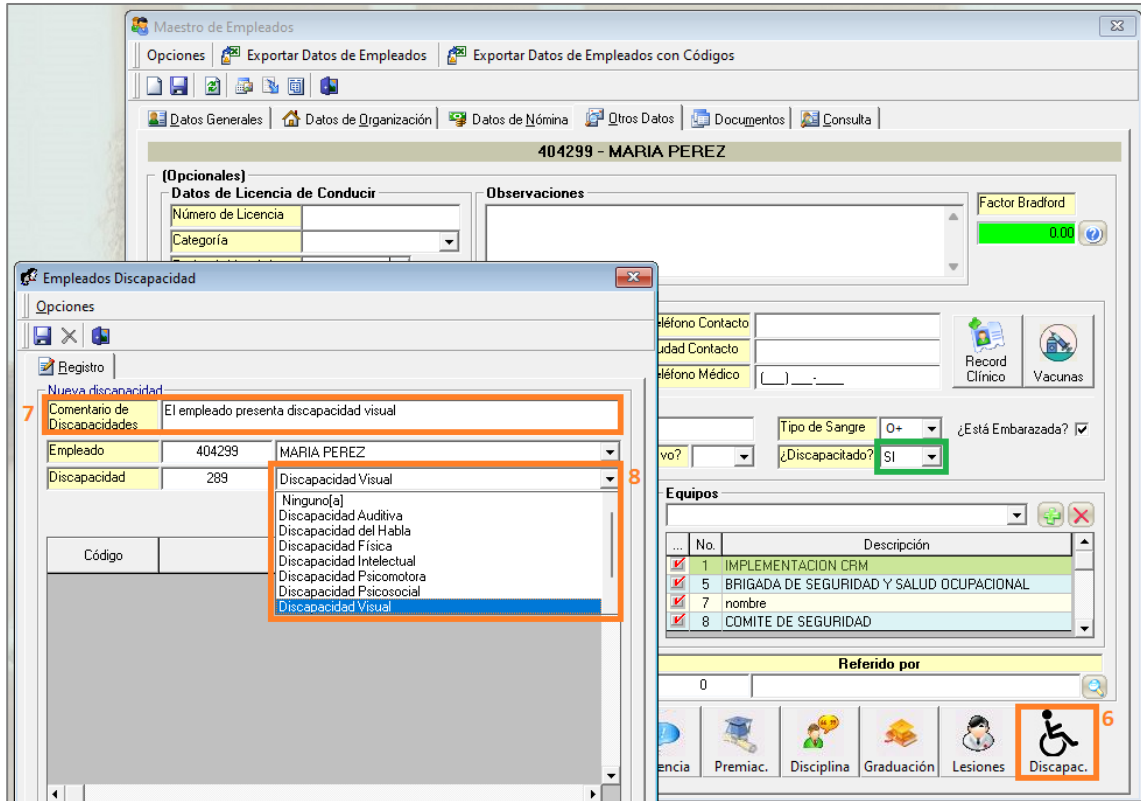 Maestro de Empleados
Opciones Exportar Datos de Empleados Exportar Datos de Empleados con Códigos
Datos Generales Datos de Organización Datos de Nómina Otros Datos Documentos Consulta
404299 - MARIA PEREZ
(Opcionales)
Datos de Licencia de Conducir
Número de Licencia
Categoría
Observaciones
Factor Bradford
0.00
Empleados Discapacidad
Opciones
Registro
Nueva discapacidad
7 Comentario de Discapacidades El empleado presenta discapacidad visual
Empleado 404299 MARIA PEREZ
Discapacidad 289 Discapacidad Visual 8
Ninguno[a]
Discapacidad Auditiva
Discapacidad del Habla
Discapacidad Física
Discapacidad Intelectual
Discapacidad Psicomotora
Discapacidad Psicosocial
Discapacidad Visual
Código
eléfono Contacto
udad Contacto
eléfono Médico (__)___-____
Record Clínico
Vacunas
Tipo de Sangre O+ ¿Está Embarazada?
vo? ¿Discapacitado? SI
Equipos
... No. Descripción
1 IMPLEMENTACION CRM
5 BRIGADA DE SEGURIDAD Y SALUD OCUPACIONAL
7 nombre
8 COMITE DE SEGURIDAD
Referido por
0
encia Premiac. Disciplina Graduación Lesiones Discapac. 6